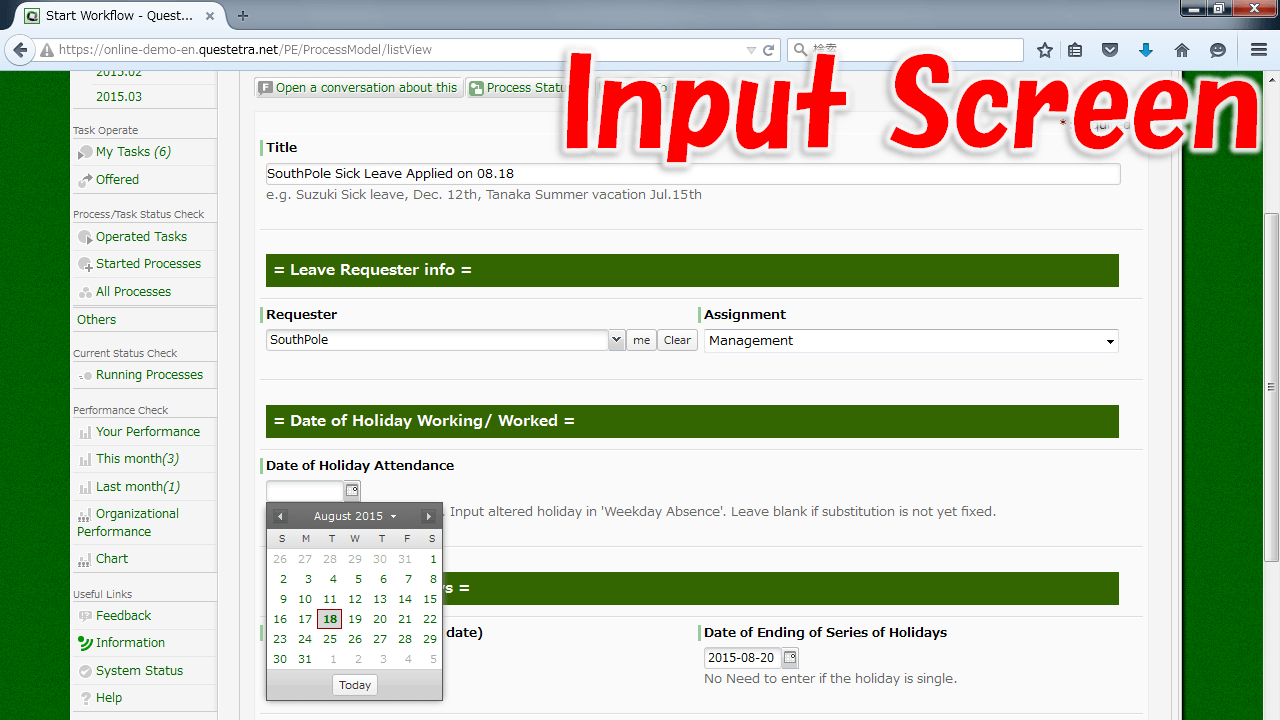 Start Workflow - Quest...
https://online-demo-en.questetra.net/PE/ProcessModel/listView
検索
Input Screen
2015.02
2015.03
Task Operate
My Tasks (6)
Offered
Process/Task Status Check
Operated Tasks
Started Processes
All Processes
Others
Current Status Check
Running Processes
Performance Check
Your Performance
This month(3)
Last month(1)
Organizational
Performance
Chart
Useful Links
Feedback
Information
System Status
Help
Open a conversation about this
Process Statu
Title
SouthPole Sick Leave Applied on 08.18
e.g. Suzuki Sick leave, Dec. 12th, Tanaka Summer vacation Jul.15th
= Leave Requester info =
Requester
Assignment
SouthPole
me
Clear
Management
= Date of Holiday Working/ Worked =
Date of Holiday Attendance
. Input altered holiday in 'Weekday Absence'. Leave blank if substitution is not yet fixed.
August 2015
S M T W T F S
26 27 28 29 30 31 1
2 3 4 5 6 7 8
9 10 11 12 13 14 15
16 17 18 19 20 21 22
23 24 25 26 27 28 29
30 31 1 2 3 4 5
Today
s =
date)
Date of Ending of Series of Holidays
2015-08-20
No Need to enter if the holiday is single.